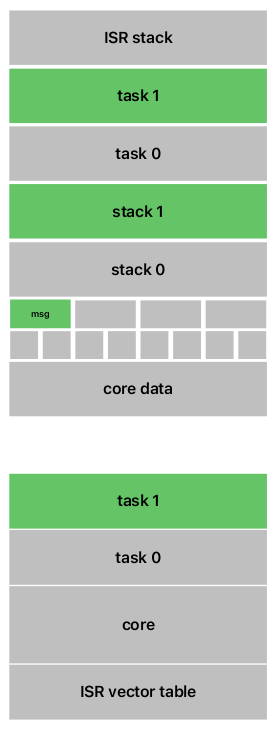 ISR stack
task 1
task 0
stack 1
stack 0
msg
core data
task 1
task 0
core
ISR vector table